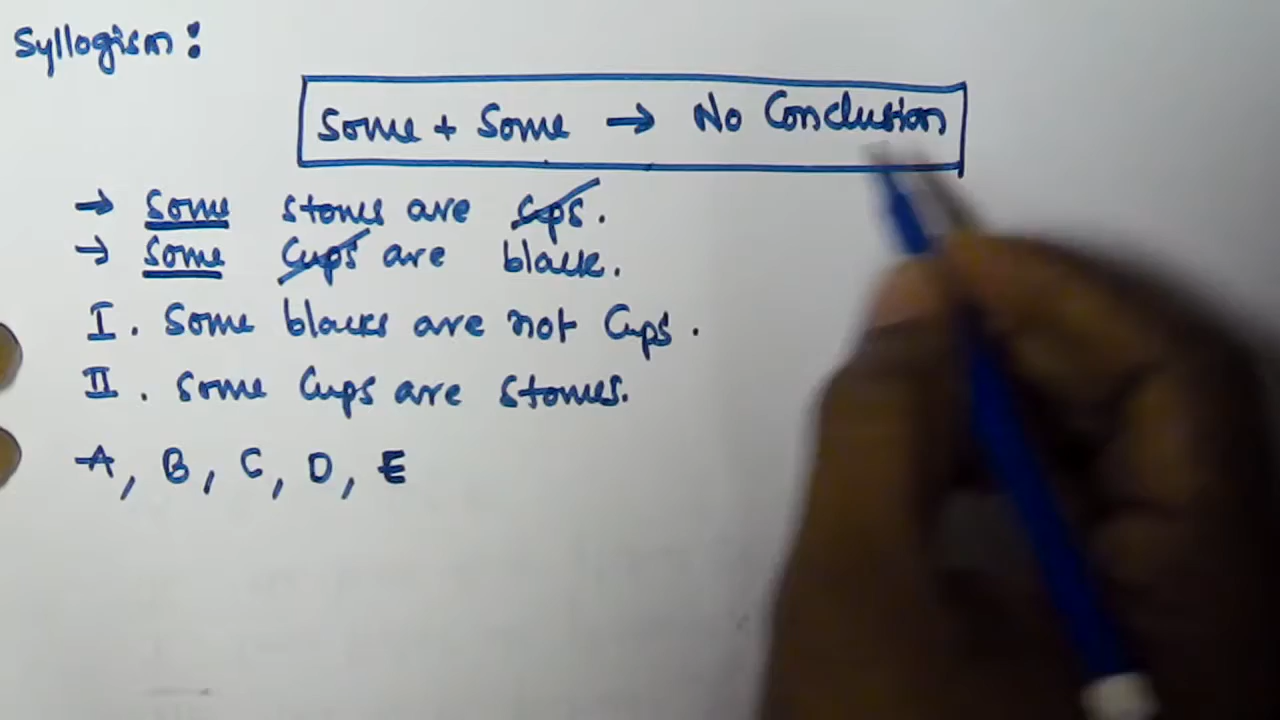 Syllogism:
Some + Some → No Conclusion
→ Some stones are cups.
→ Some Cups are black.
I. Some blacks are not Cups.
II. Some Cups are stones.
A, B, C, D, E